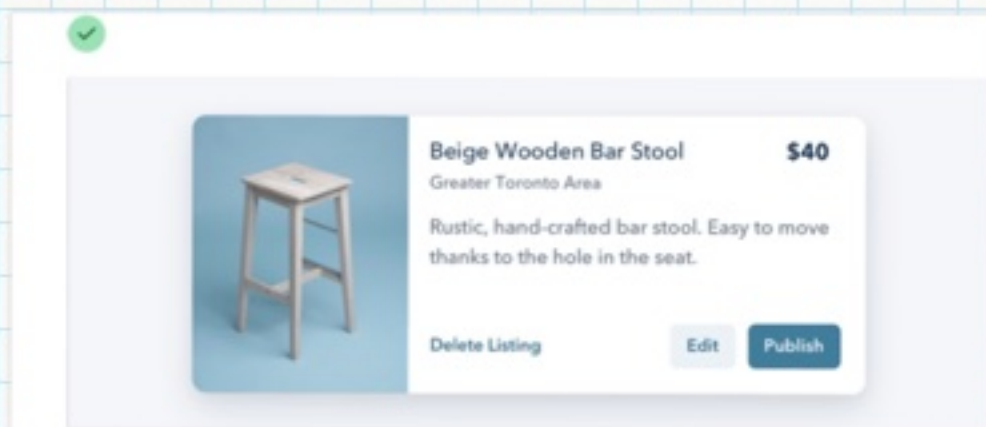 Beige Wooden Bar Stool $40
Greater Toronto Area
Rustic, hand-crafted bar stool. Easy to move
thanks to the hole in the seat.
Delete Listing Edit Publish